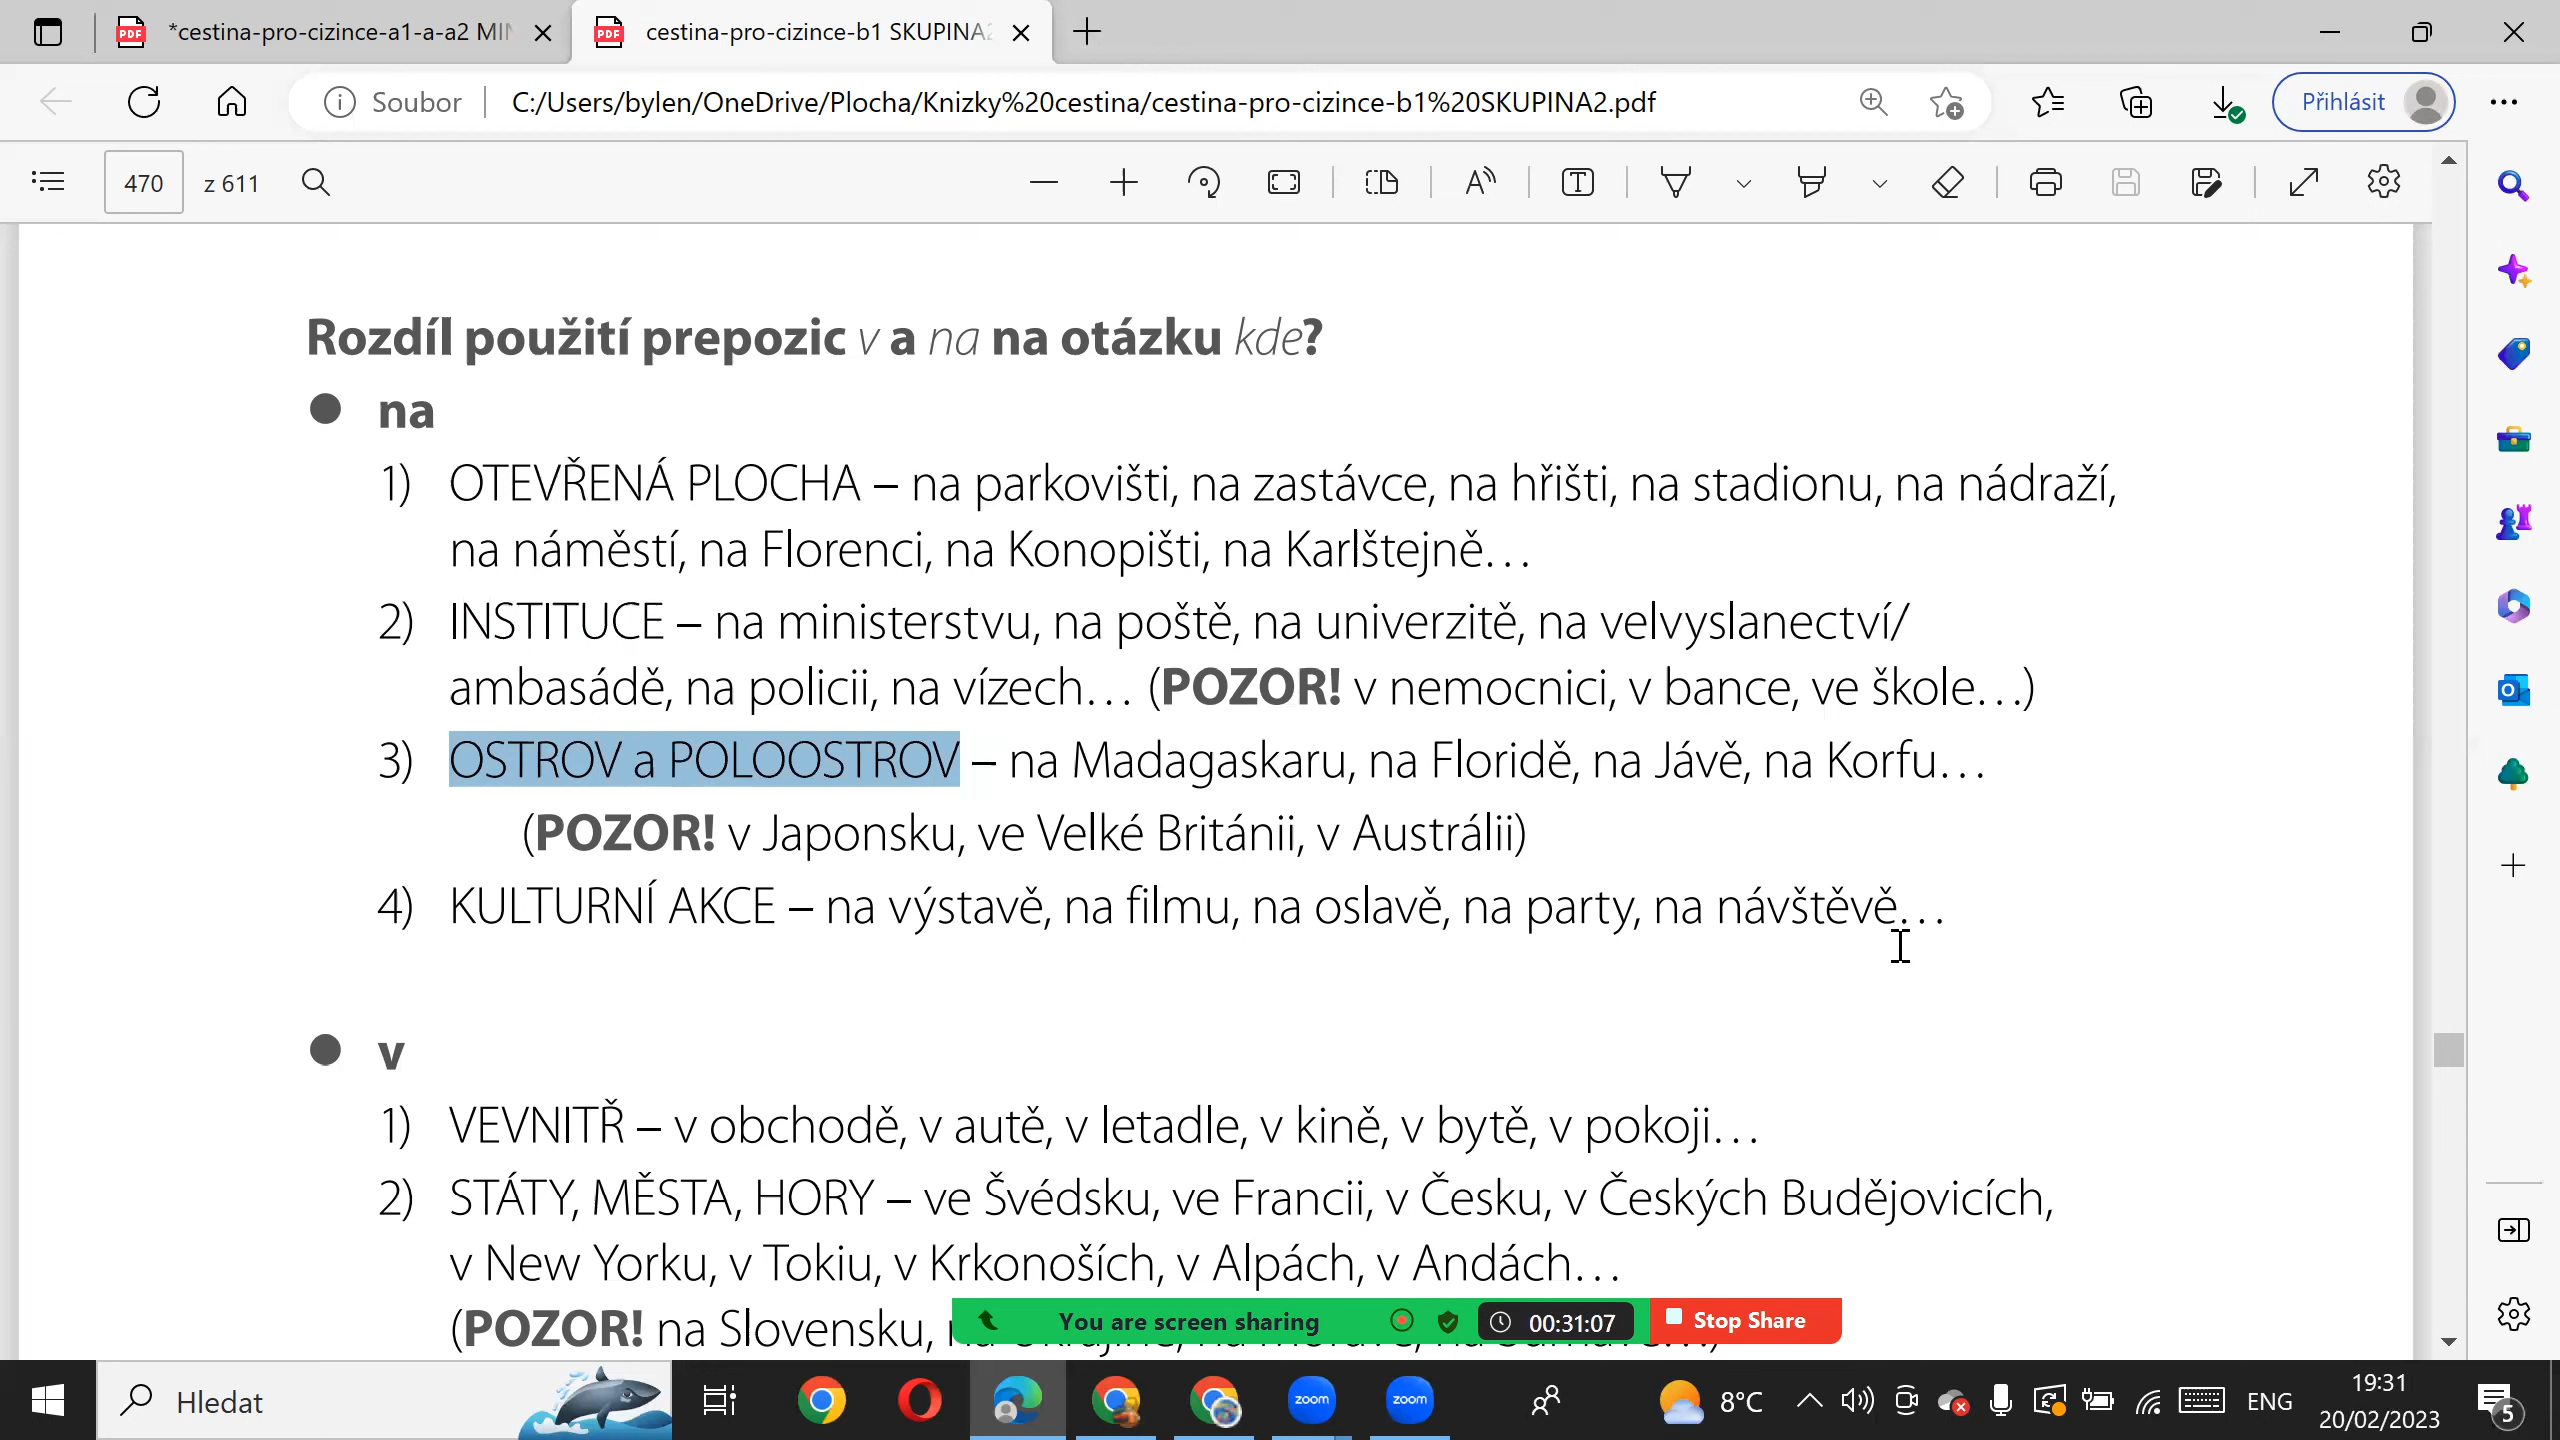 *cestina-pro-cizince-a1-a-a2 MIN
cestina-pro-cizince-b1 SKUPINA2
Soubor
C:/Users/bylen/OneDrive/Plocha/Knizky%20cestina/cestina-pro-cizince-b1%20SKUPINA2.pdf
Přihlásit
470 z 611
Rozdíl použití prepozic v a na na otázku kde?
● na
1) OTEVŘENÁ PLOCHA – na parkovišti, na zastávce, na hřišti, na stadionu, na nádraží,
na náměstí, na Florenci, na Konopišti, na Karlštejně…
2) INSTITUCE – na ministerstvu, na poště, na univerzitě, na velvyslanectví/
ambasádě, na policii, na vízech… (POZOR! v nemocnici, v bance, ve škole…)
3) OSTROV a POLOOSTROV – na Madagaskaru, na Floridě, na Jávě, na Korfu…
(POZOR! v Japonsku, ve Velké Británii, v Austrálii)
4) KULTURNÍ AKCE – na výstavě, na filmu, na oslavě, na party, na návštěvě…
● v
1) VEVNITŘ – v obchodě, v autě, v letadle, v kině, v bytě, v pokoji…
2) STÁTY, MĚSTA, HORY – ve Švédsku, ve Francii, v Česku, v Českých Budějovicích,
v New Yorku, v Tokiu, v Krkonoších, v Alpách, v Andách…
(POZOR! na Slovensku,
You are screen sharing
00:31:07
Stop Share
Hledat
zoom
zoom
8°C
ENG
19:31
20/02/2023
5